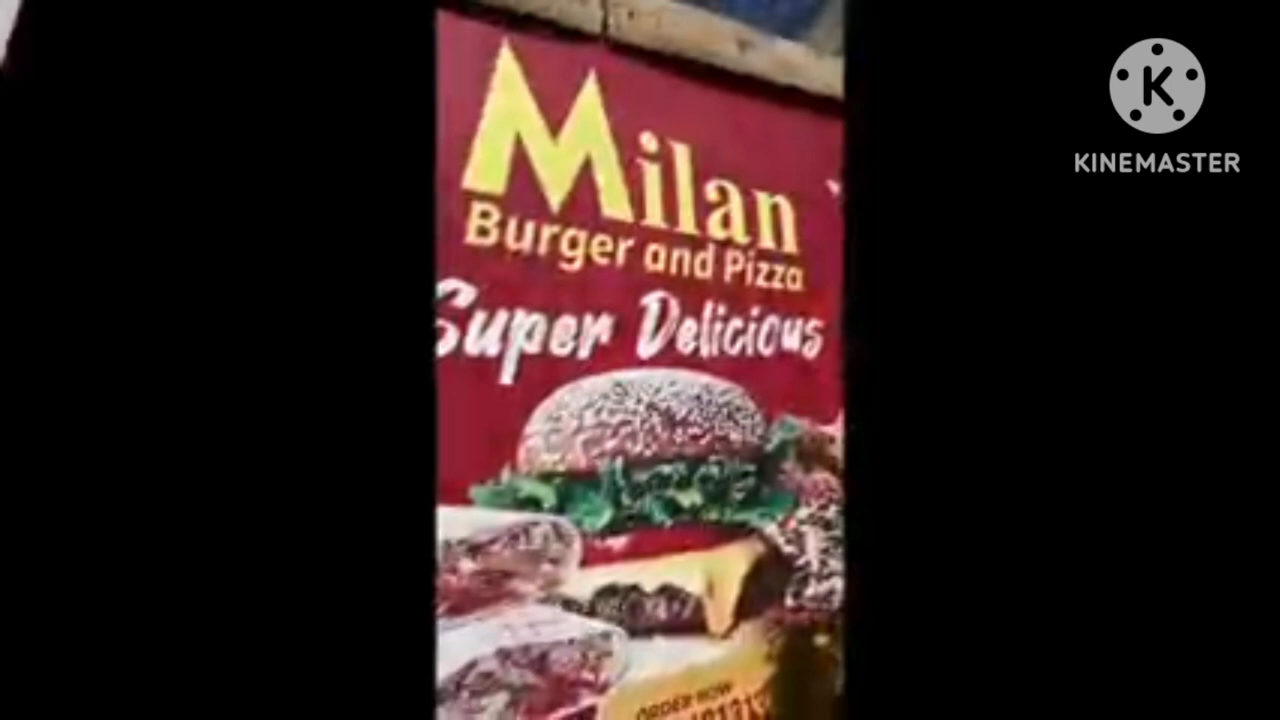 Milan
Burger and Pizza
Super Delicious
ORDER NOW
K
KINEMASTER